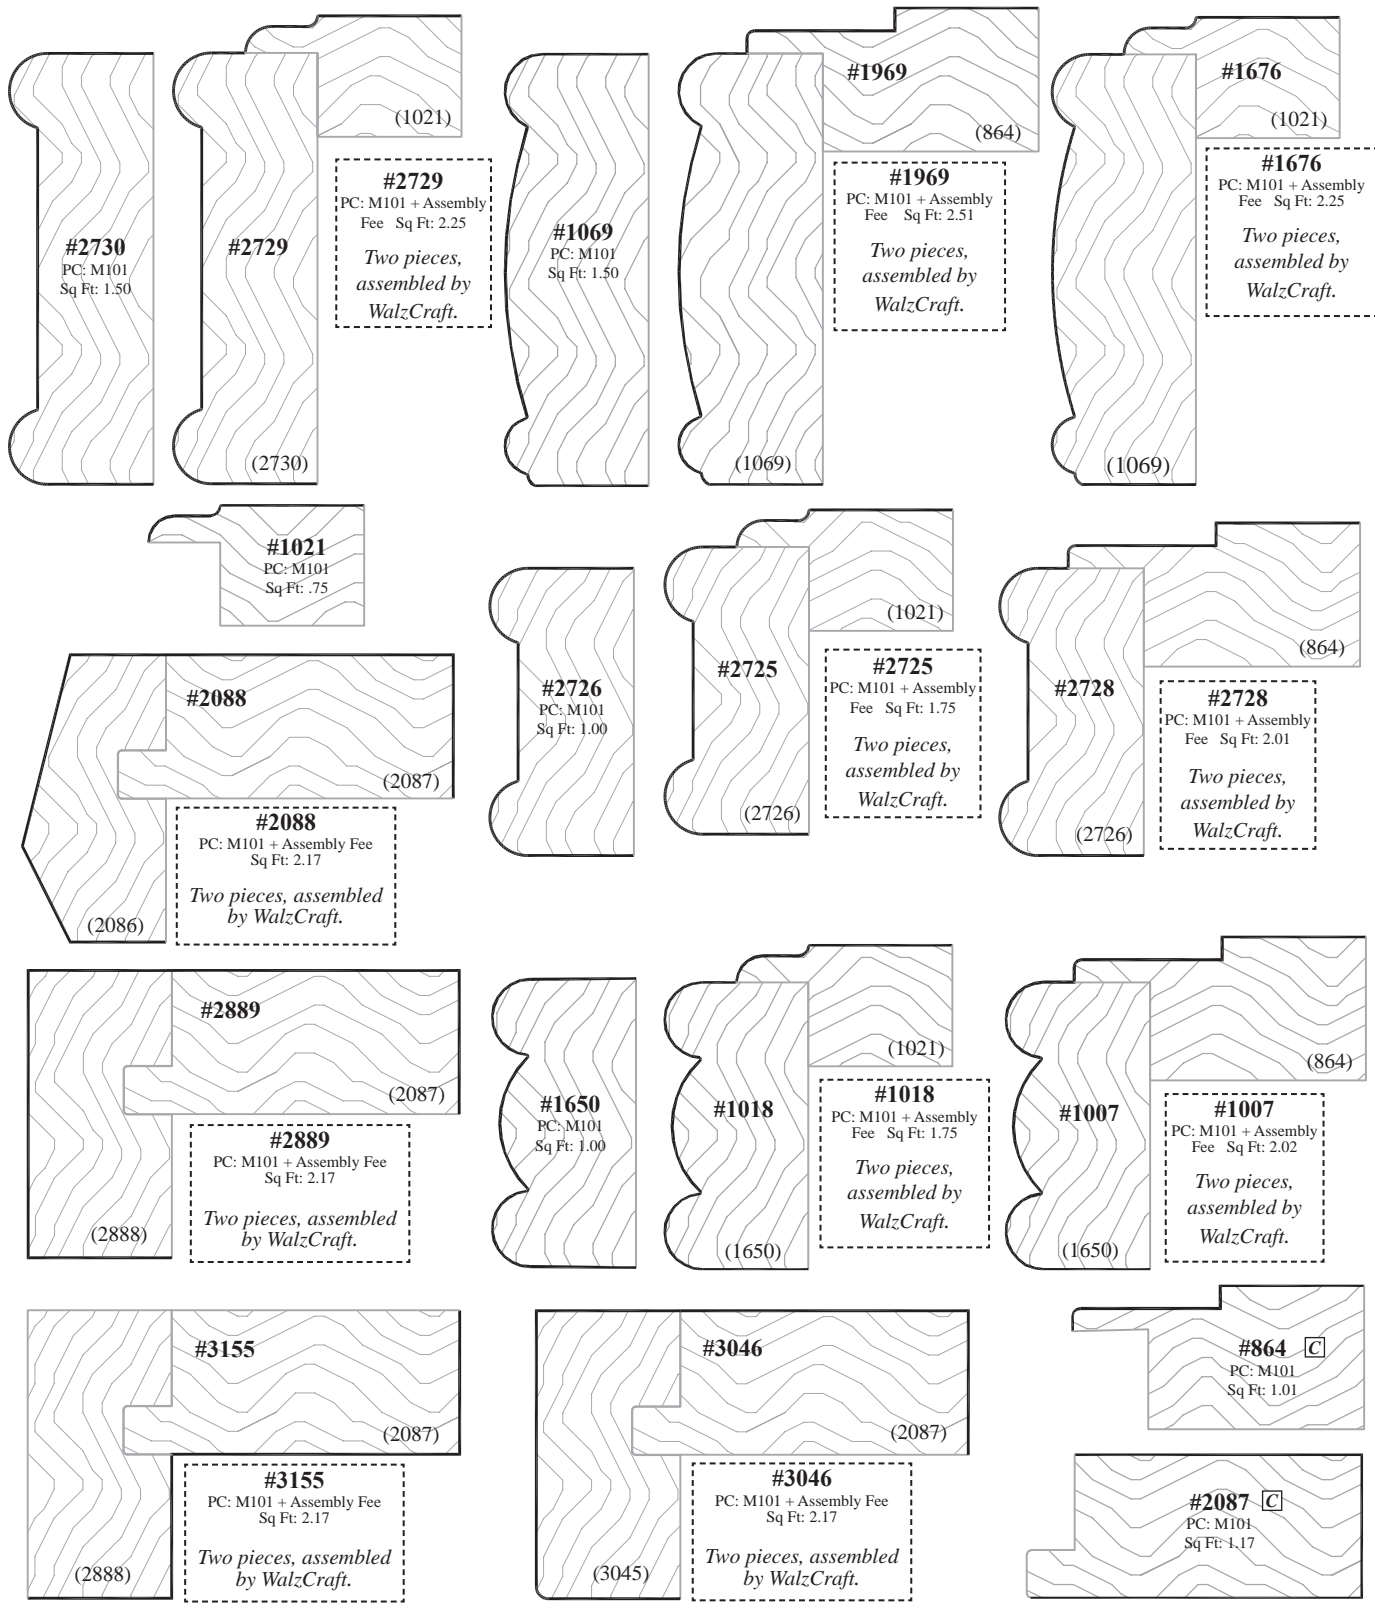 #2730
PC: M101
Sq Ft: 1.50
#2729
(2730)
(1021)
#2729
PC: M101 + Assembly
Fee Sq Ft: 2.25
Two pieces,
assembled by
WalzCraft.
#1069
PC: M101
Sq Ft: 1.50
#1969
(864)
(1069)
#1969
PC: M101 + Assembly
Fee Sq Ft: 2.51
Two pieces,
assembled by
WalzCraft.
#1676
(1021)
(1069)
#1676
PC: M101 + Assembly
Fee Sq Ft: 2.25
Two pieces,
assembled by
WalzCraft.
#1021
PC: M101
Sq Ft: .75
#2726
PC: M101
Sq Ft: 1.00
#2725
(1021)
(2726)
#2725
PC: M101 + Assembly
Fee Sq Ft: 1.75
Two pieces,
assembled by
WalzCraft.
#2728
(864)
(2726)
#2728
PC: M101 + Assembly
Fee Sq Ft: 2.01
Two pieces,
assembled by
WalzCraft.
#2088
(2087)
(2086)
#2088
PC: M101 + Assembly Fee
Sq Ft: 2.17
Two pieces, assembled
by WalzCraft.
#2889
(2087)
(2888)
#2889
PC: M101 + Assembly Fee
Sq Ft: 2.17
Two pieces, assembled
by WalzCraft.
#1650
PC: M101
Sq Ft: 1.00
#1018
(1021)
(1650)
#1018
PC: M101 + Assembly
Fee Sq Ft: 1.75
Two pieces,
assembled by
WalzCraft.
#1007
(864)
(1650)
#1007
PC: M101 + Assembly
Fee Sq Ft: 2.02
Two pieces,
assembled by
WalzCraft.
#3155
(2087)
(2888)
#3155
PC: M101 + Assembly Fee
Sq Ft: 2.17
Two pieces, assembled
by WalzCraft.
#3046
(2087)
(3045)
#3046
PC: M101 + Assembly Fee
Sq Ft: 2.17
Two pieces, assembled
by WalzCraft.
#864 C
PC: M101
Sq Ft: 1.01
#2087 C
PC: M101
Sq Ft: 1.17